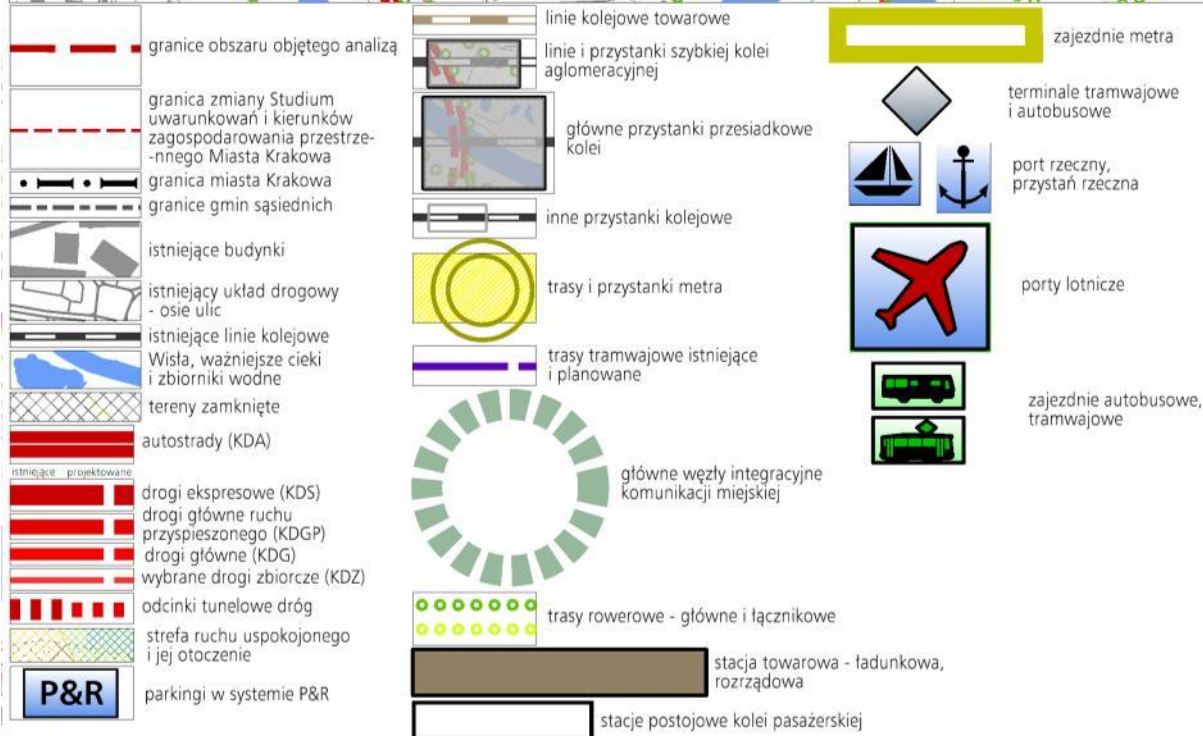 granice obszaru objętego analizą
granica zmiany Studium
uwarunkowań i kierunków
zagospodarowania przestrze-
-nnego Miasta Krakowa
granica miasta Krakowa
granice gmin sąsiednich
istniejące budynki
istniejący układ drogowy
- osie ulic
istniejące linie kolejowe
Wisła, ważniejsze cieki
i zbiorniki wodne
tereny zamknięte
autostrady (KDA)
istniejące projektowane
drogi ekspresowe (KDS)
drogi główne ruchu
przyspieszonego (KDGP)
drogi główne (KDG)
wybrane drogi zbiorcze (KDZ)
odcinki tunelowe dróg
strefa ruchu uspokojonego
i jej otoczenie
P&R
parkingi w systemie P&R
linie kolejowe towarowe
linie i przystanki szybkiej kolei
aglomeracyjnej
główne przystanki przesiadkowe
kolei
inne przystanki kolejowe
trasy i przystanki metra
trasy tramwajowe istniejące
i planowane
główne węzły integracyjne
komunikacji miejskiej
trasy rowerowe - główne i łącznikowe
stacja towarowa - ładunkowa,
rozrządowa
stacje postojowe kolei pasażerskiej
zajezdnie metra
terminale tramwajowe
i autobusowe
port rzeczny,
przystań rzeczna
porty lotnicze
zajezdnie autobusowe,
tramwajowe